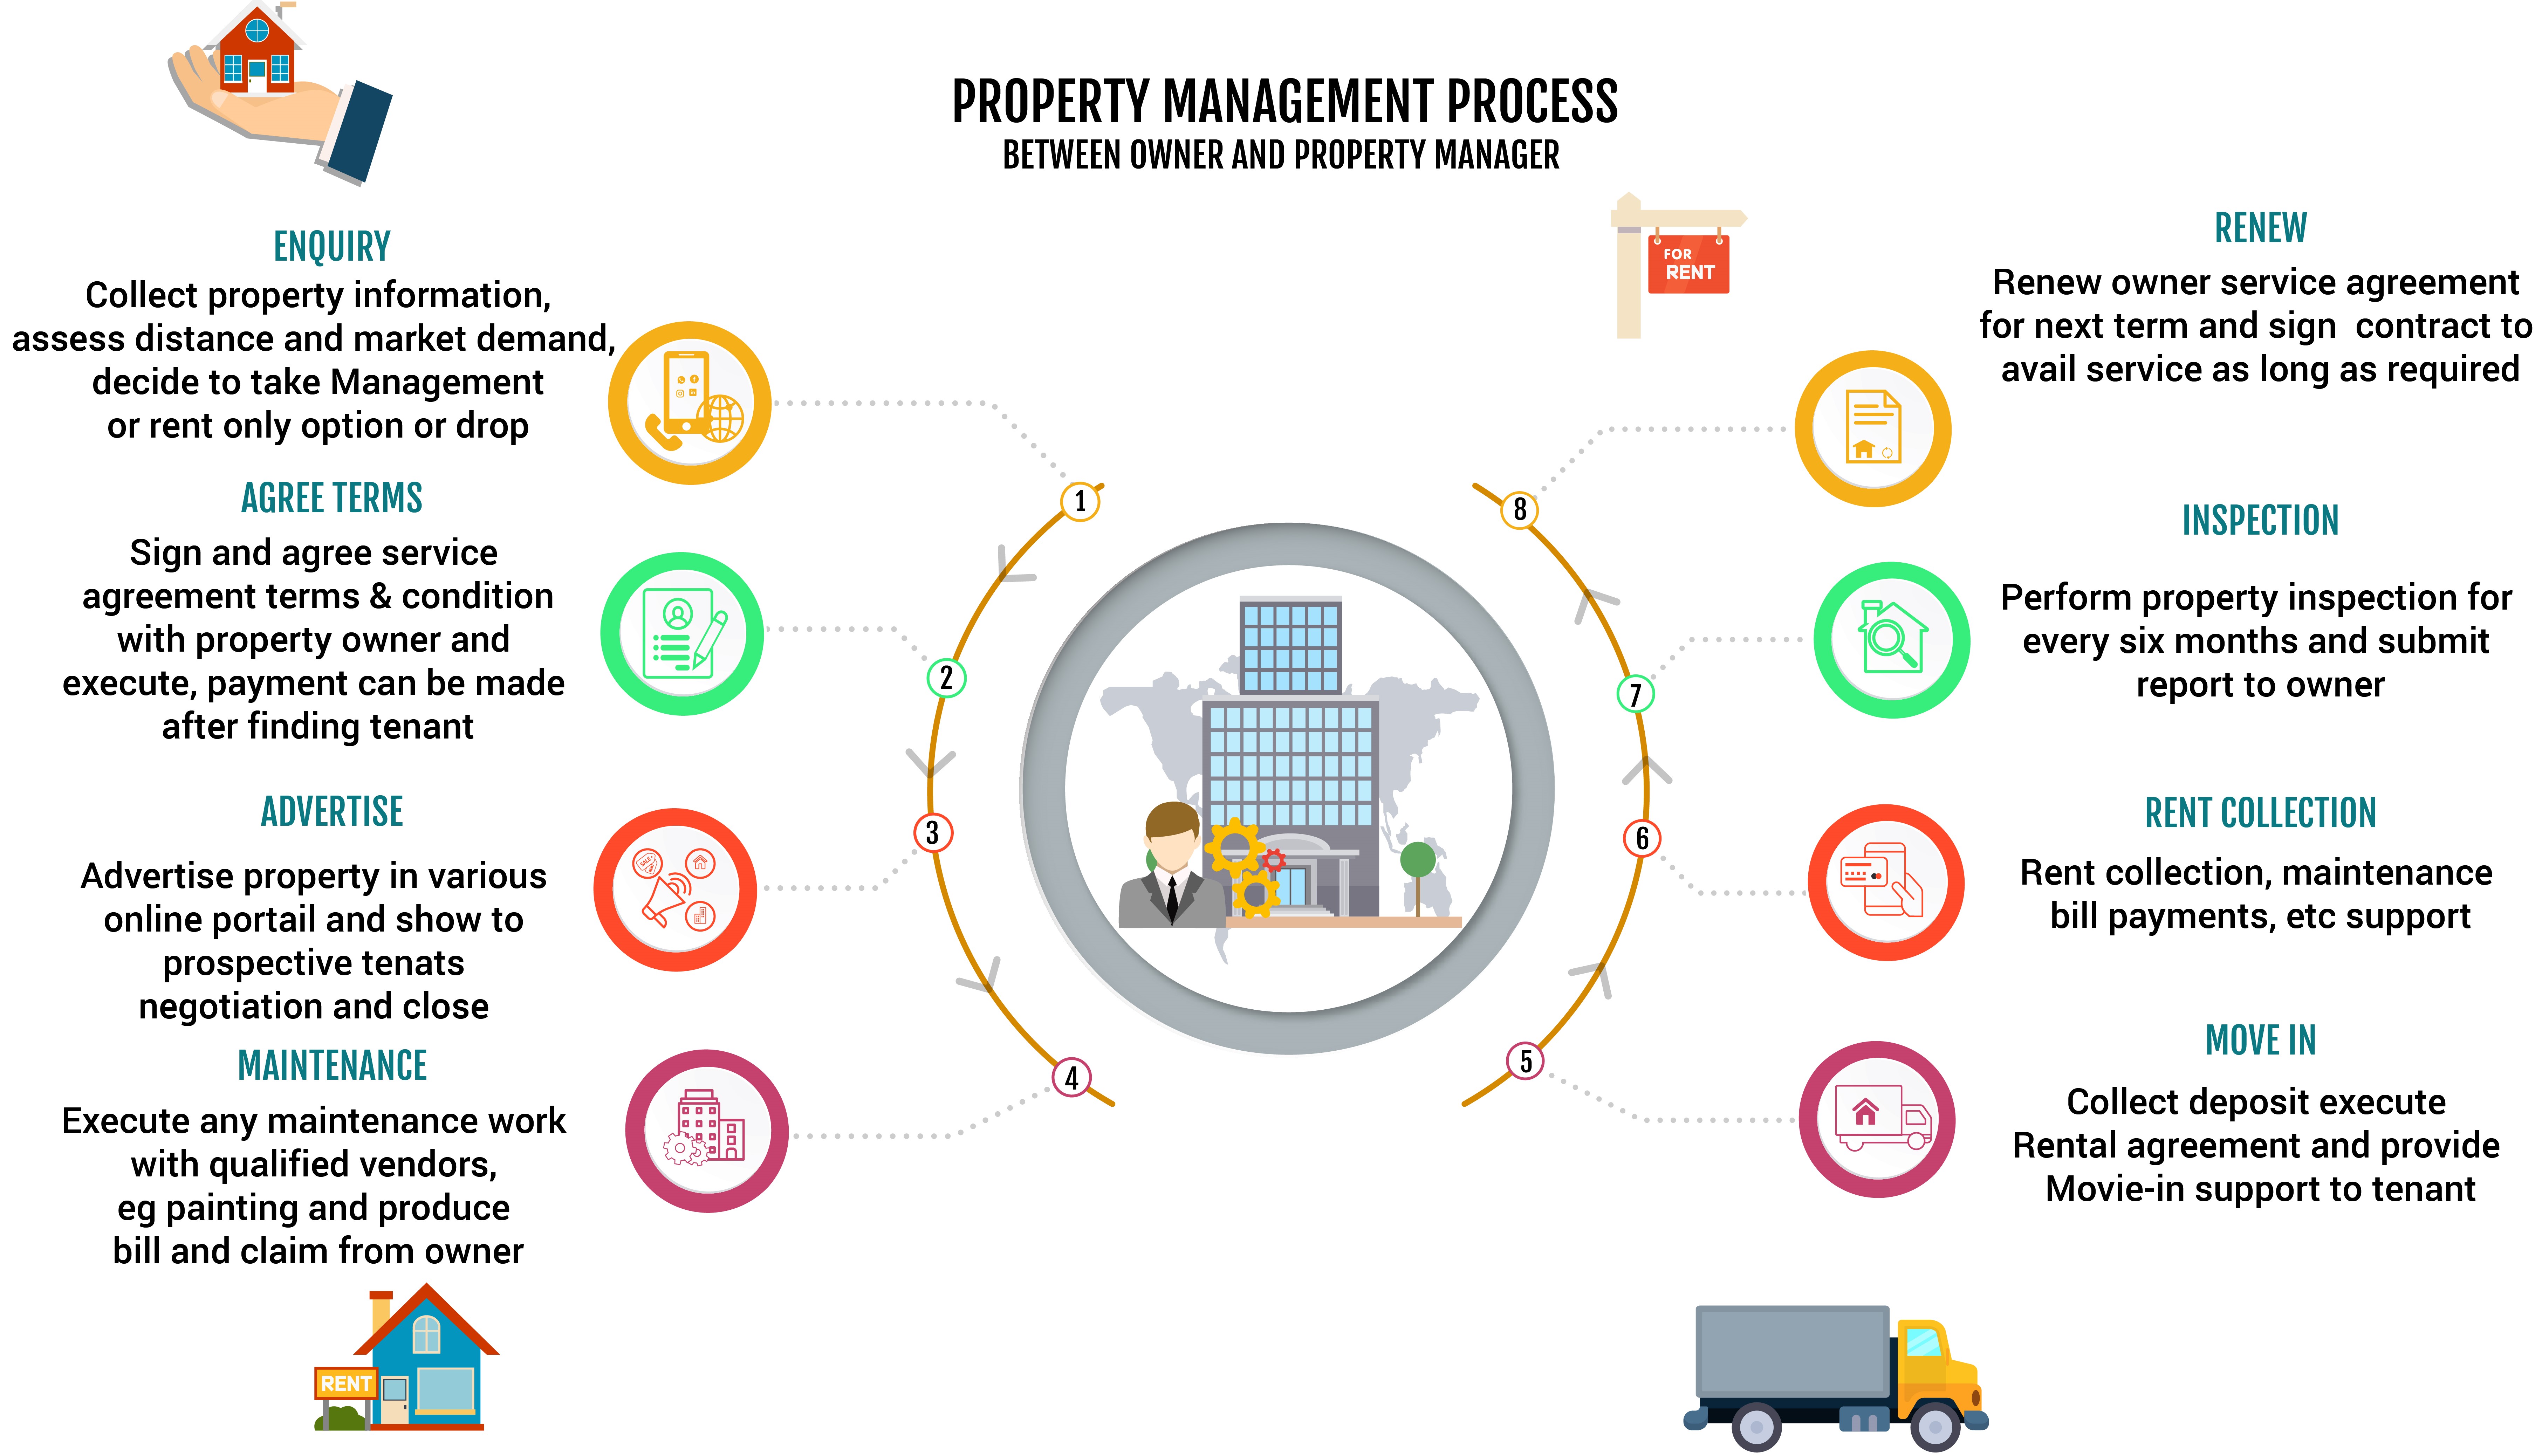 PROPERTY MANAGEMENT PROCESS
BETWEEN OWNER AND PROPERTY MANAGER
ENQUIRY
Collect property information,
assess distance and market demand,
decide to take Management
or rent only option or drop
AGREE TERMS
Sign and agree service
agreement terms & condition
with property owner and
execute, payment can be made
after finding tenant
ADVERTISE
Advertise property in various
online portail and show to
prospective tenats
negotiation and close
MAINTENANCE
Execute any maintenance work
with qualified vendors,
eg painting and produce
bill and claim from owner
RENT
SALE
1
2
3
4
5
6
7
8
FOR
RENT
RENEW
Renew owner service agreement
for next term and sign  contract to
avail service as long as required
INSPECTION
Perform property inspection for
every six months and submit
report to owner
RENT COLLECTION
Rent collection, maintenance
bill payments, etc support
MOVE IN
Collect deposit execute
Rental agreement and provide
Movie-in support to tenant